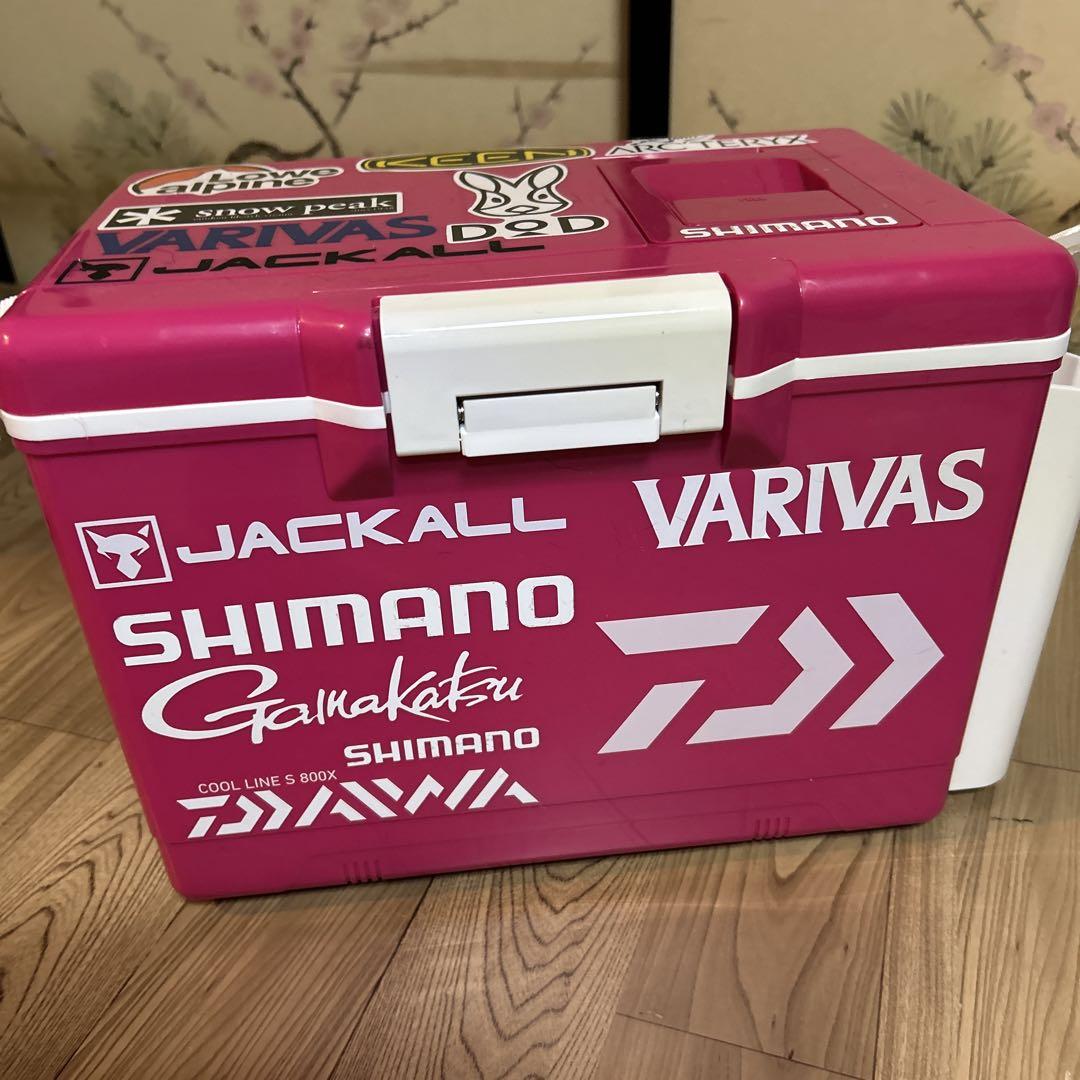 Lowe
alpine
KEEN
ARC'TERYX
snow peak
DOD
VARIVAS
JACKALL
SHIMANO
JACKALL
VARIVAS
SHIMANO
Gamakatsu
SHIMANO
COOL LINE S 800X
DAIWA